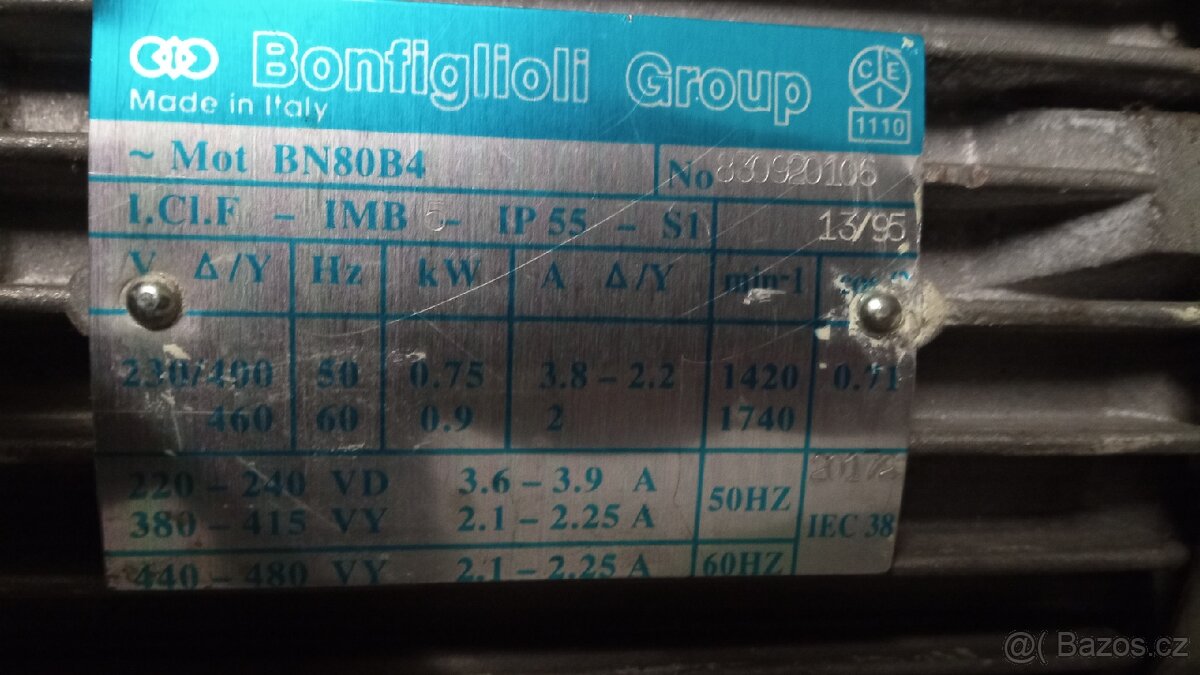 Bonfiglioli Group
Made in Italy
C E I
1110
~ Mot BN80B4 No 830920106
I.Cl.F - IMB 5 - IP 55 - S1 13/95
V Δ/Y Hz kW A Δ/Y min-1
230/400 50 0.75 3.8 - 2.2 1420 0.71
460 60 0.9 2 1740
220 - 240 VD 3.6 - 3.9 A 50HZ
380 - 415 VY 2.1 - 2.25 A IEC 38
440 - 480 VY 2.1 - 2.25 A 60HZ
@( Bazos.cz